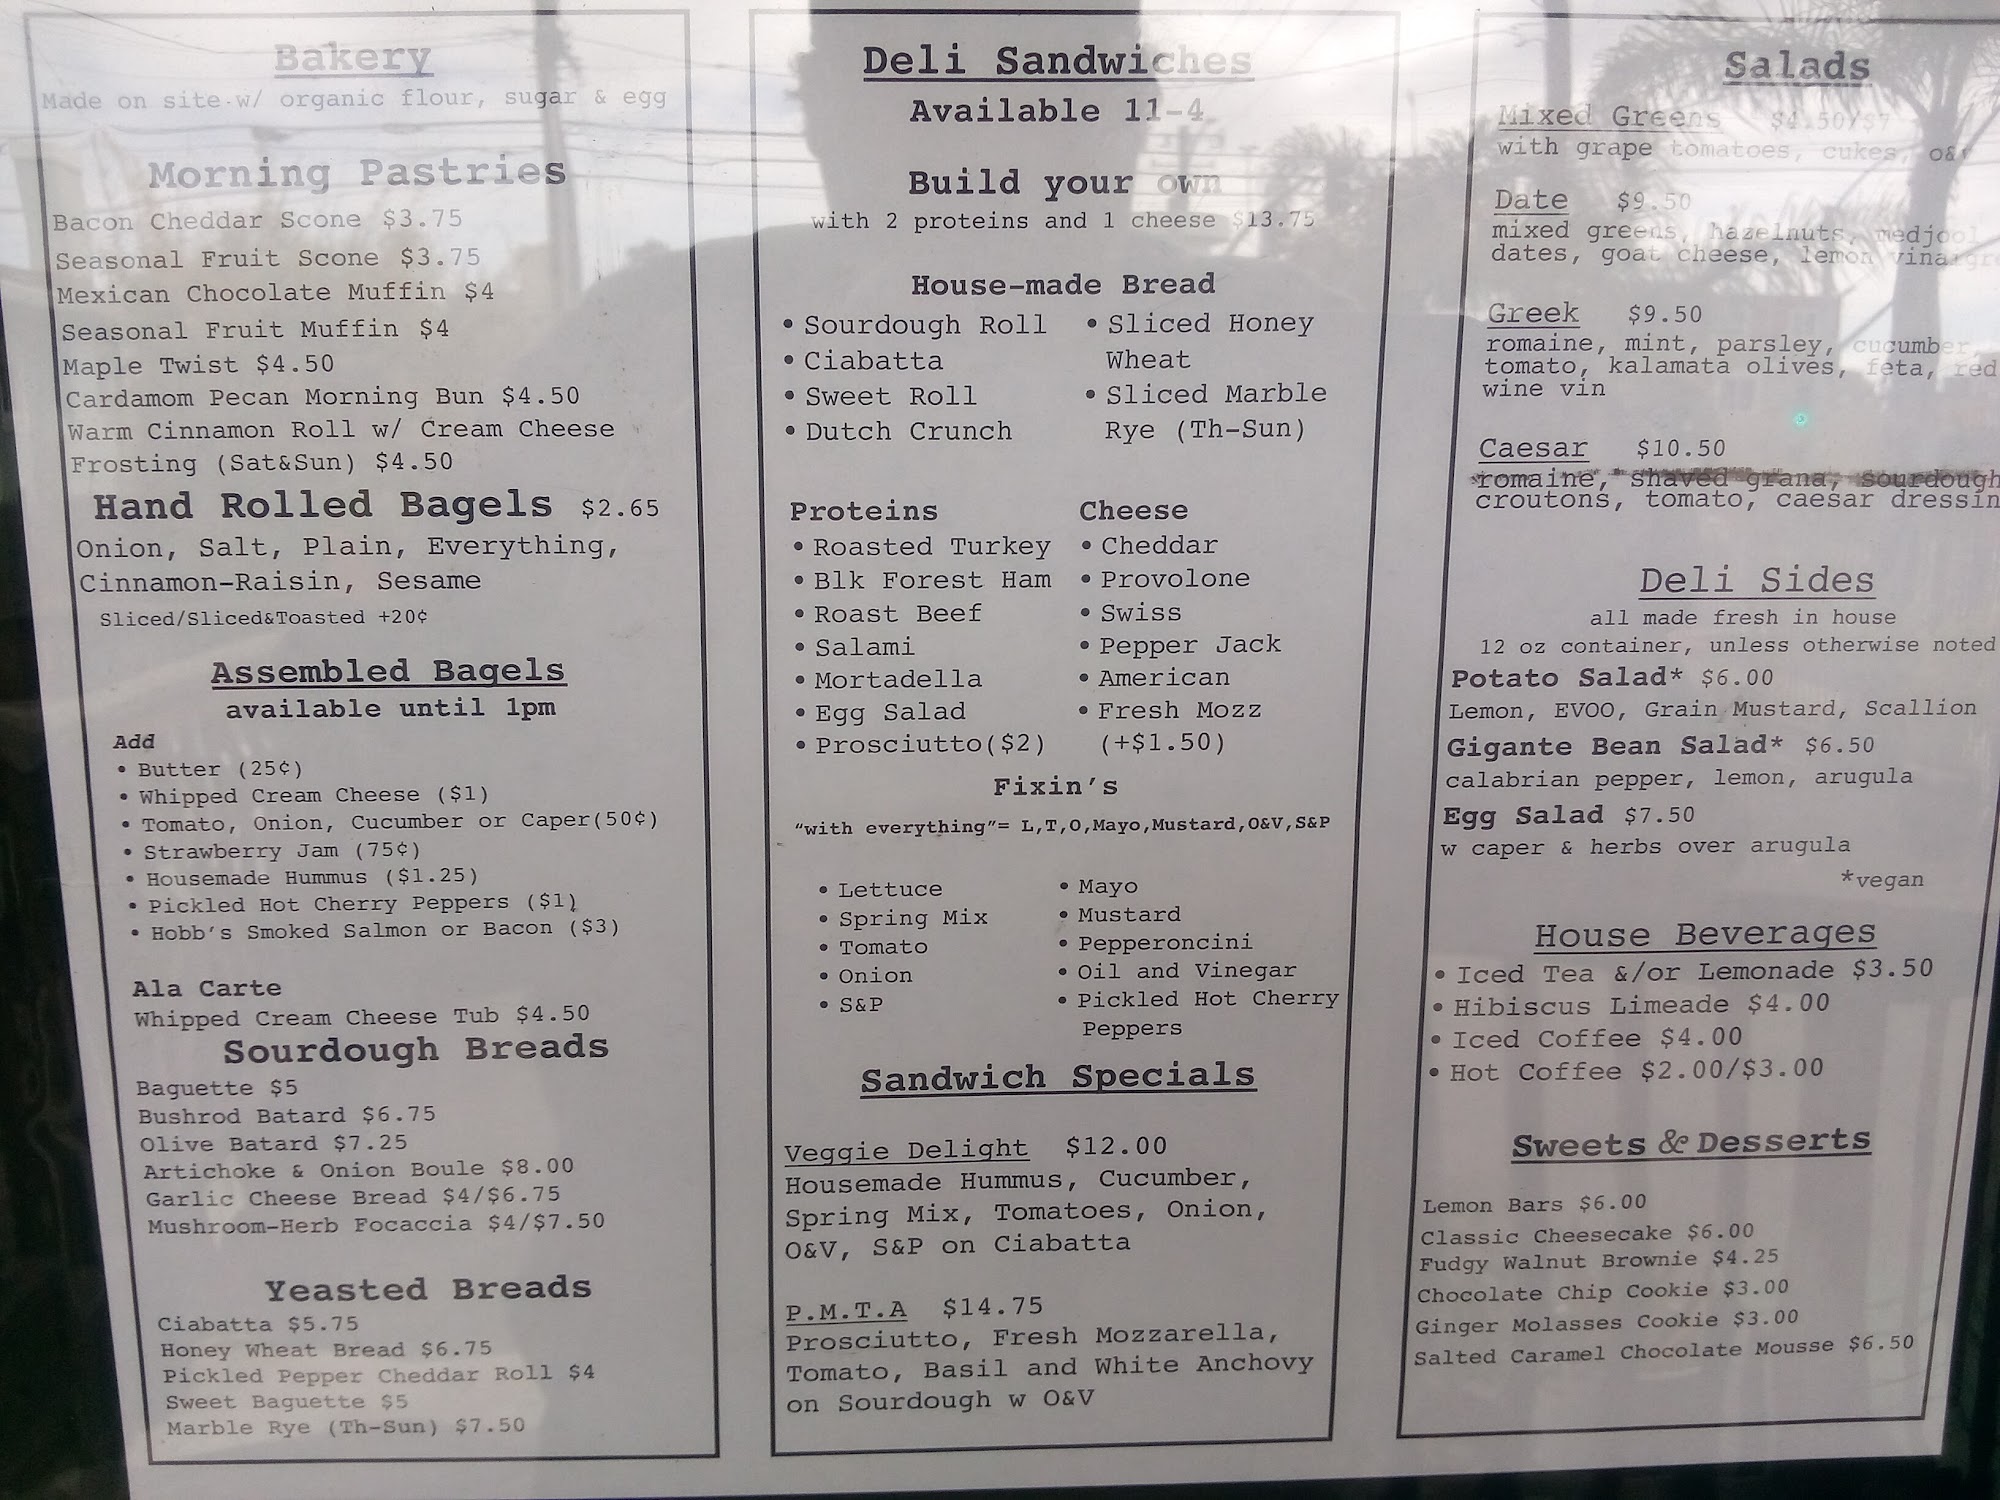 Bakery
Made on site w/ organic flour, sugar & egg
Morning Pastries
Bacon Cheddar Scone $3.75
Seasonal Fruit Scone $3.75
Mexican Chocolate Muffin $4
Seasonal Fruit Muffin $4
Maple Twist $4.50
Cardamom Pecan Morning Bun $4.50
Warm Cinnamon Roll w/ Cream Cheese
Frosting (Sat&Sun) $4.50
Hand Rolled Bagels $2.65
Onion, Salt, Plain, Everything,
Cinnamon-Raisin, Sesame
Sliced/Sliced&Toasted +20¢
Assembled Bagels
available until 1pm
Add
• Butter (25¢)
• Whipped Cream Cheese ($1)
• Tomato, Onion, Cucumber or Caper(50¢)
• Strawberry Jam (75¢)
• Housemade Hummus ($1.25)
• Pickled Hot Cherry Peppers ($1)
• Hobb's Smoked Salmon or Bacon ($3)
Ala Carte
Whipped Cream Cheese Tub $4.50
Sourdough Breads
Baguette $5
Bushrod Batard $6.75
Olive Batard $7.25
Artichoke & Onion Boule $8.00
Garlic Cheese Bread $4/$6.75
Mushroom-Herb Focaccia $4/$7.50
Yeasted Breads
Ciabatta $5.75
Honey Wheat Bread $6.75
Pickled Pepper Cheddar Roll $4
Sweet Baguette $5
Marble Rye (Th-Sun) $7.50
Deli Sandwiches
Available 11-4
Build your own
with 2 proteins and 1 cheese $13.75
House-made Bread
• Sourdough Roll
• Ciabatta
• Sweet Roll
• Dutch Crunch
• Sliced Honey
Wheat
• Sliced Marble
Rye (Th-Sun)
Proteins
• Roasted Turkey
• Blk Forest Ham
• Roast Beef
• Salami
• Mortadella
• Egg Salad
• Prosciutto($2)
Cheese
• Cheddar
• Provolone
• Swiss
• Pepper Jack
• American
• Fresh Mozz
(+$1.50)
Fixin's
"with everything"= L,T,O,Mayo,Mustard,O&V,S&P
• Lettuce
• Spring Mix
• Tomato
• Onion
• S&P
• Mayo
• Mustard
• Pepperoncini
• Oil and Vinegar
• Pickled Hot Cherry
Peppers
Sandwich Specials
Veggie Delight $12.00
Housemade Hummus, Cucumber,
Spring Mix, Tomatoes, Onion,
O&V, S&P on Ciabatta
P.M.T.A $14.75
Prosciutto, Fresh Mozzarella,
Tomato, Basil and White Anchovy
on Sourdough w O&V
Salads
Mixed Greens $4.50/$7
with grape tomatoes, cukes, o&v
Date $9.50
mixed greens, hazelnuts, medjool
dates, goat cheese, lemon vinaigre
Greek $9.50
romaine, mint, parsley, cucumber,
tomato, kalamata olives, feta, red
wine vin
Caesar $10.50
romaine, shaved grana, sourdough
croutons, tomato, caesar dressin
Deli Sides
all made fresh in house
12 oz container, unless otherwise noted
Potato Salad* $6.00
Lemon, EVOO, Grain Mustard, Scallion
Gigante Bean Salad* $6.50
calabrian pepper, lemon, arugula
Egg Salad $7.50
w caper & herbs over arugula
*vegan
House Beverages
• Iced Tea &/or Lemonade $3.50
• Hibiscus Limeade $4.00
• Iced Coffee $4.00
• Hot Coffee $2.00/$3.00
Sweets & Desserts
Lemon Bars $6.00
Classic Cheesecake $6.00
Fudgy Walnut Brownie $4.25
Chocolate Chip Cookie $3.00
Ginger Molasses Cookie $3.00
Salted Caramel Chocolate Mousse $6.50